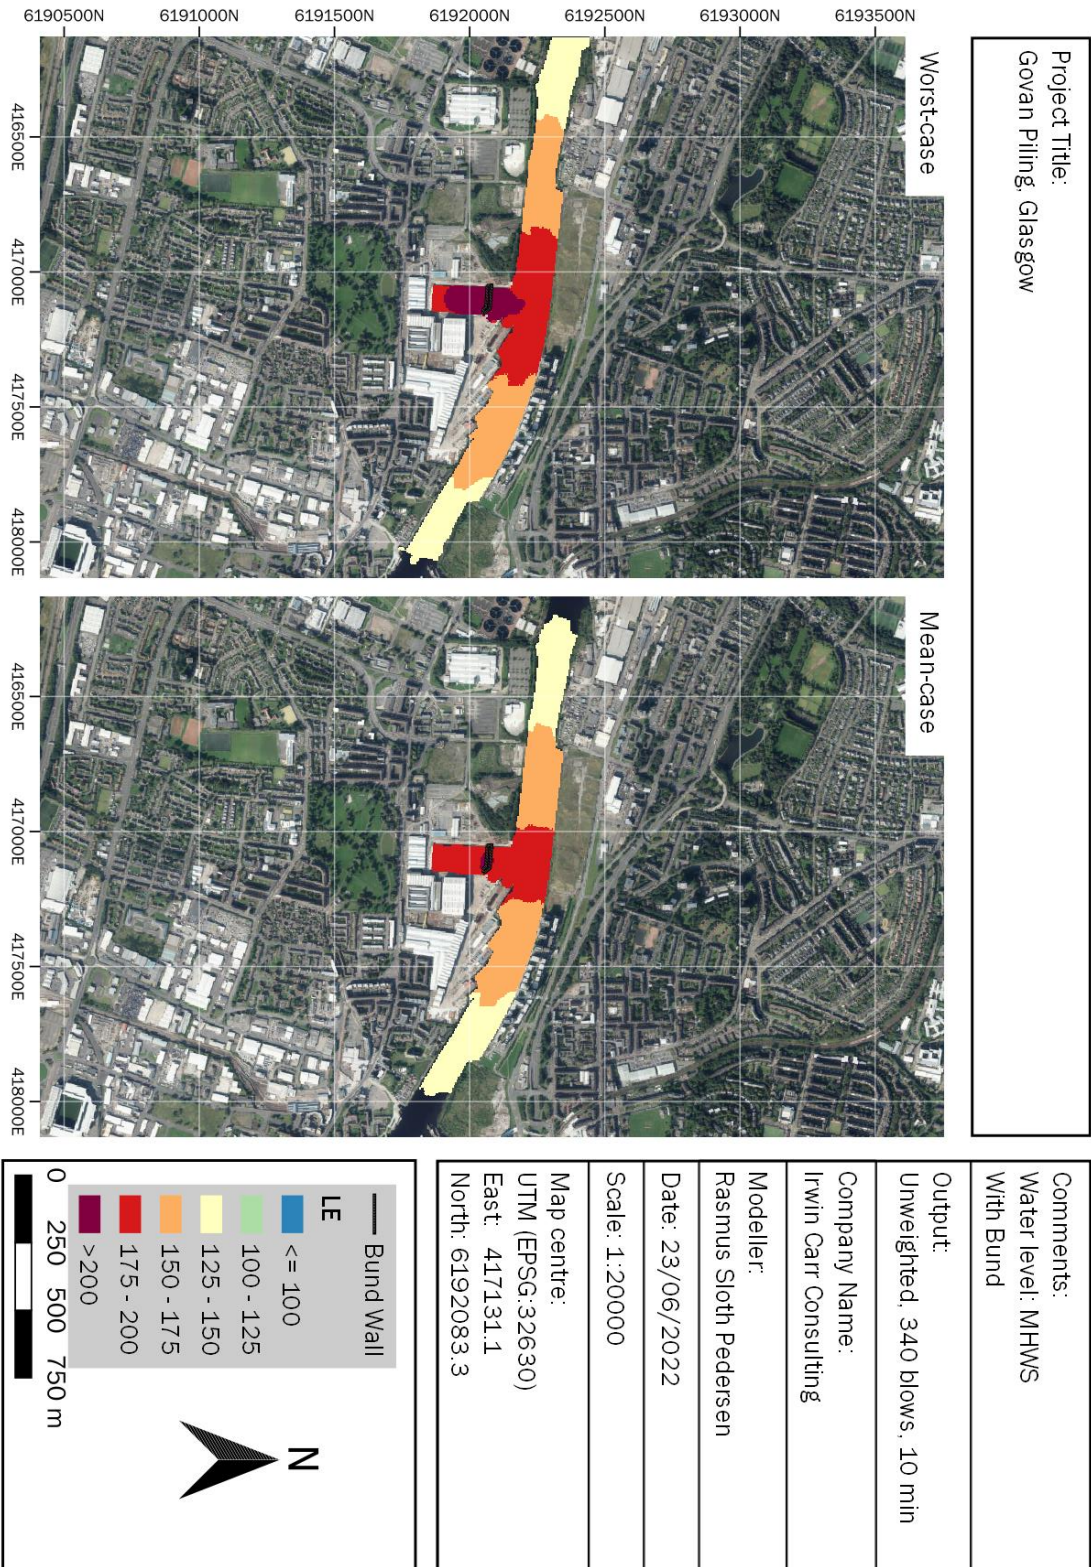 Project Title:
Govan Piling, Glasgow
Worst-case
6193500N
6193000N
6192500N
6192000N
6191500N
6191000N
6190500N
416500E
417000E
417500E
418000E
Mean-case
416500E
417000E
417500E
418000E
Comments:
Water level: MHWS
With Bund
Output:
Unweighted, 340 blows, 10 min
Company Name:
Irwin Carr Consulting
Modeller:
Rasmus Sloth Pedersen
Date: 23/06/2022
Scale: 1:20000
Map centre:
UTM (EPSG:32630)
East: 417131.1
North: 6192083.3
Bund Wall
LE
<= 100
100 - 125
125 - 150
150 - 175
175 - 200
>200
N
0 250 500 750 m